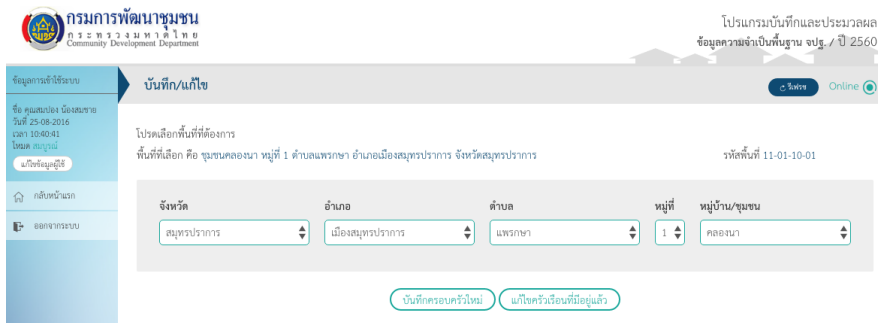 กรมการพัฒนาชุมชน
กระทรวงมหาดไทย
Community Development Department
โปรแกรมบันทึกและประมวลผล
ข้อมูลความจำเป็นพื้นฐาน จปฐ. / ปี 2560
ข้อมูลการเข้าใช้ระบบ
บันทึก/แก้ไข
รีเฟรช
Online
ชื่อ คุณสมปอง น้องสมชาย
วันที่ 25-08-2016
เวลา 10:40:41
โหมด สมบูรณ์
แก้ไขข้อมูลผู้ใช้
กลับหน้าแรก
ออกจากระบบ
โปรดเลือกพื้นที่ที่ต้องการ
พื้นที่ที่เลือก คือ ชุมชนคลองนา หมู่ที่ 1 ตำบลแพรกษา อำเภอเมืองสมุทรปราการ จังหวัดสมุทรปราการ
รหัสพื้นที่ 11-01-10-01
จังหวัด อำเภอ ตำบล หมู่ที่ หมู่บ้าน/ชุมชน
สมุทรปราการ เมืองสมุทรปราการ แพรกษา 1 คลองนา
บันทึกครอบครัวใหม่ แก้ไขครัวเรือนที่มีอยู่แล้ว